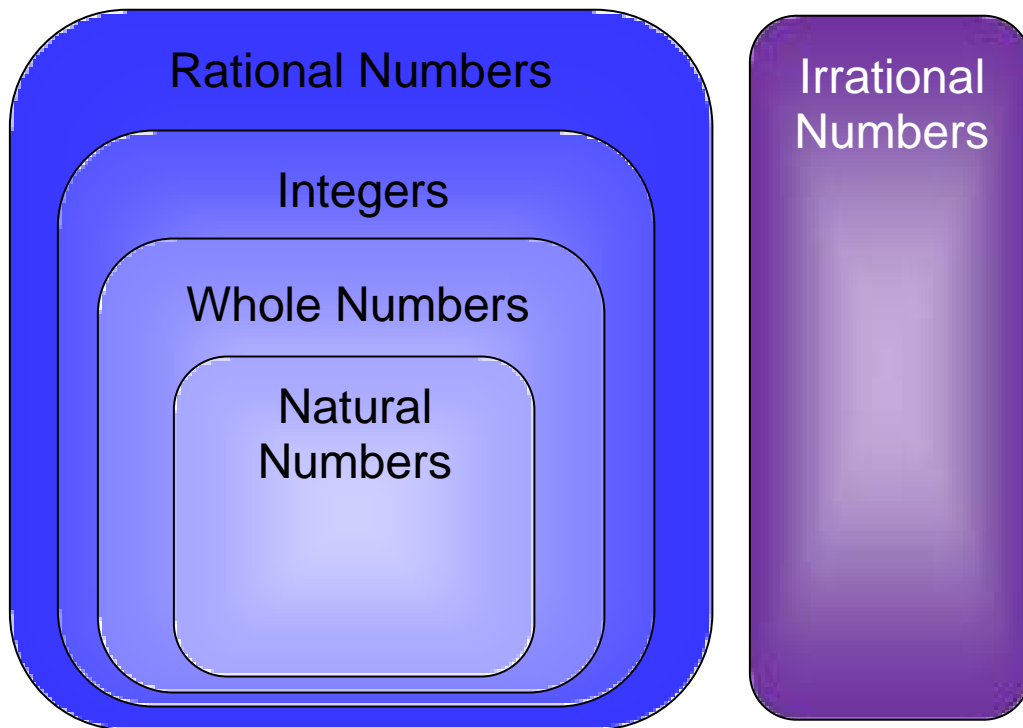 Rational Numbers
Integers
Whole Numbers
Natural
Numbers
Irrational
Numbers